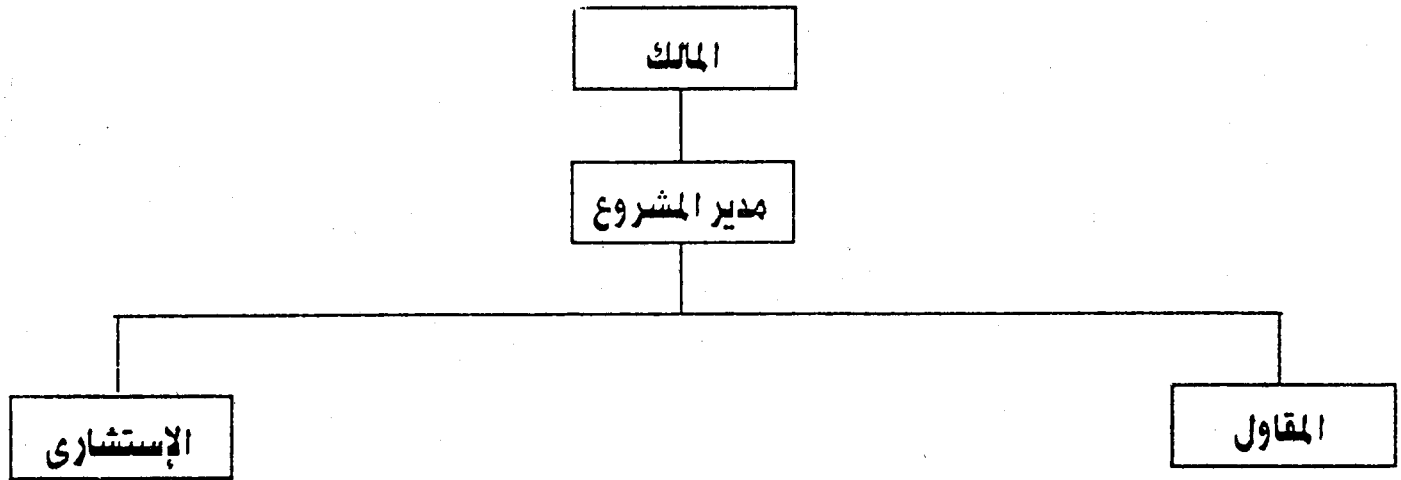 المالك
مدير المشروع
المقاول
الإستشارى